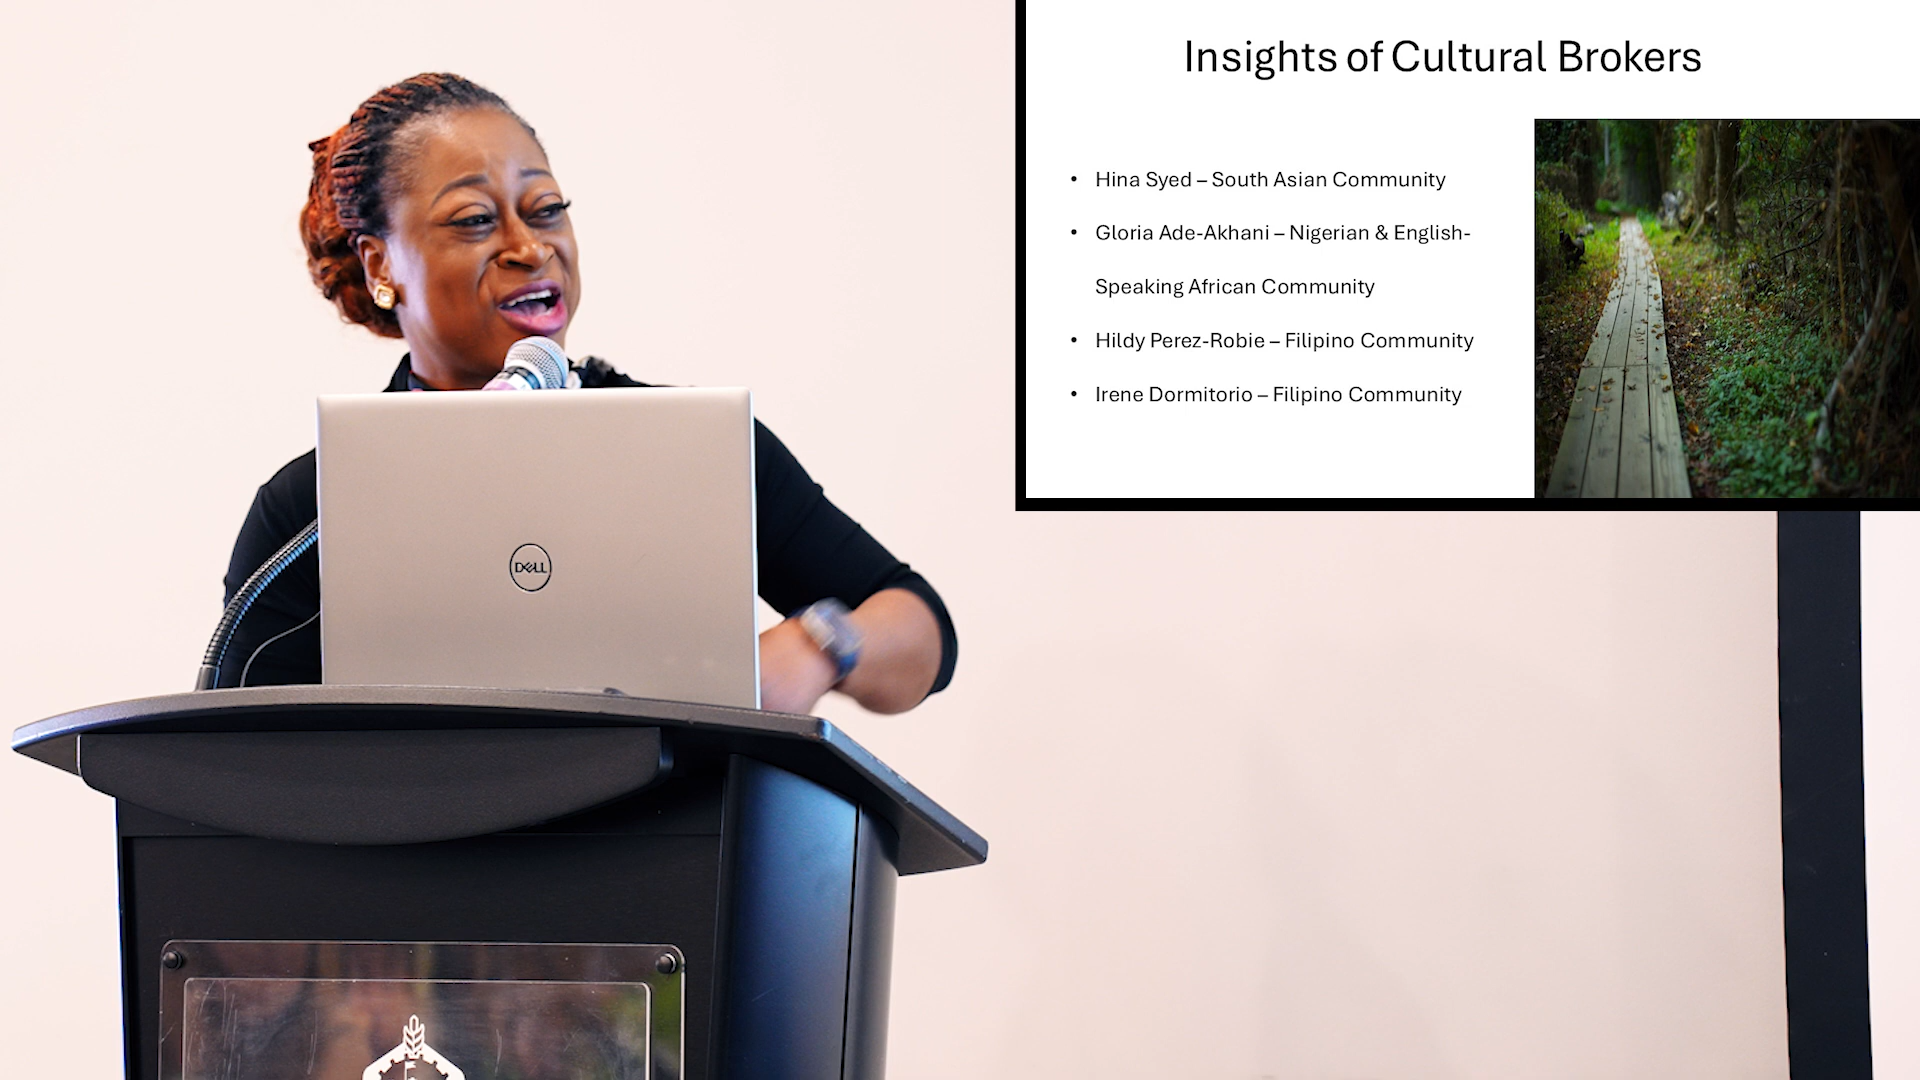 Insights of Cultural Brokers
• Hina Syed – South Asian Community
• Gloria Ade-Akhani – Nigerian & English-
Speaking African Community
• Hildy Perez-Robie – Filipino Community
• Irene Dormitorio – Filipino Community
DELL